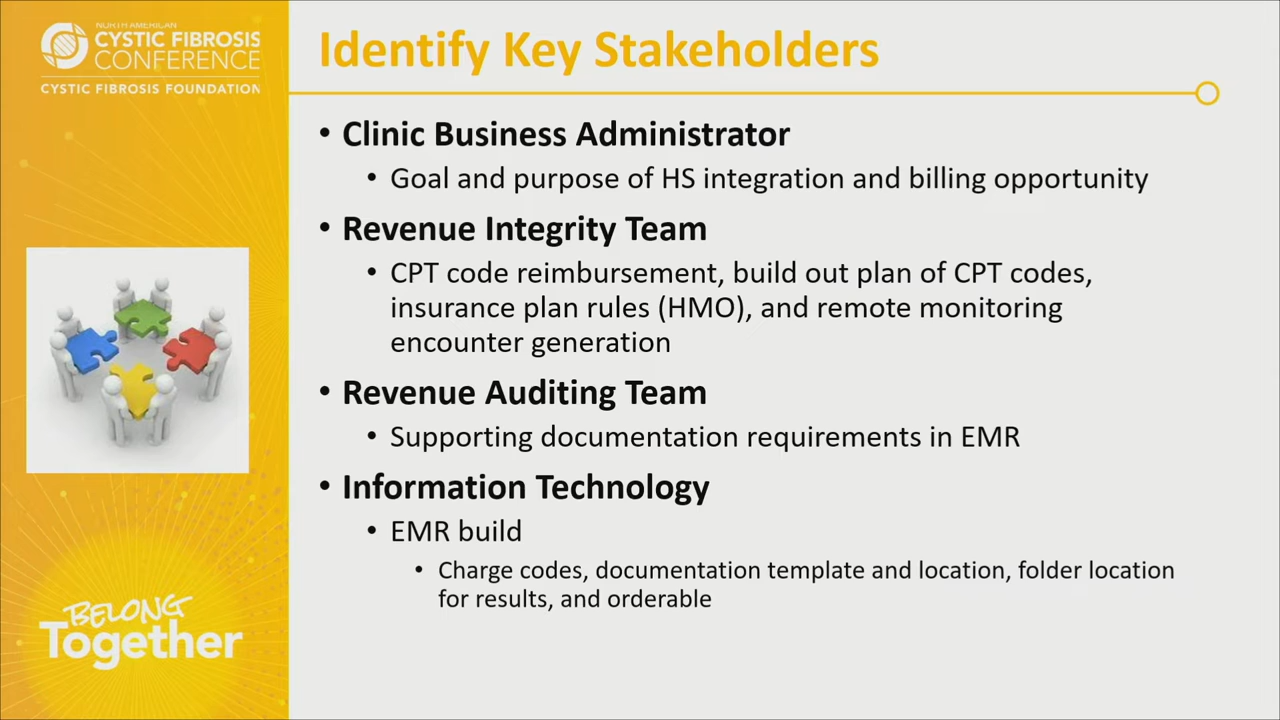 NORTH AMERICAN
CYSTIC FIBROSIS
CONFERENCE
CYSTIC FIBROSIS FOUNDATION
Identify Key Stakeholders
• Clinic Business Administrator
• Goal and purpose of HS integration and billing opportunity
• Revenue Integrity Team
• CPT code reimbursement, build out plan of CPT codes,
insurance plan rules (HMO), and remote monitoring
encounter generation
• Revenue Auditing Team
• Supporting documentation requirements in EMR
• Information Technology
• EMR build
• Charge codes, documentation template and location, folder location
for results, and orderable
BELONG
Together